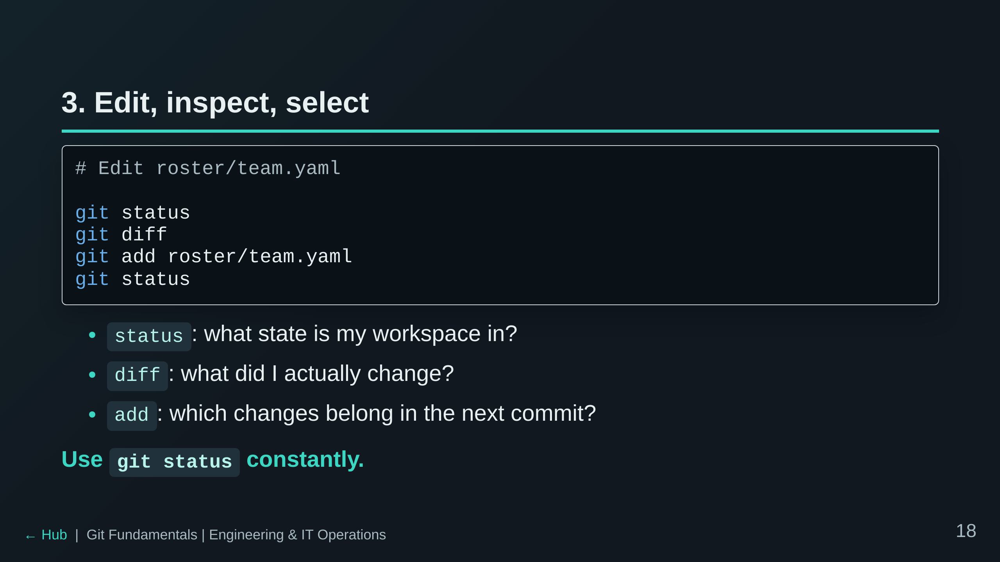 3. Edit, inspect, select
# Edit roster/team.yaml
git status
git diff
git add roster/team.yaml
git status
• status: what state is my workspace in?
• diff: what did I actually change?
• add: which changes belong in the next commit?
Use git status constantly.
← Hub | Git Fundamentals | Engineering & IT Operations
18